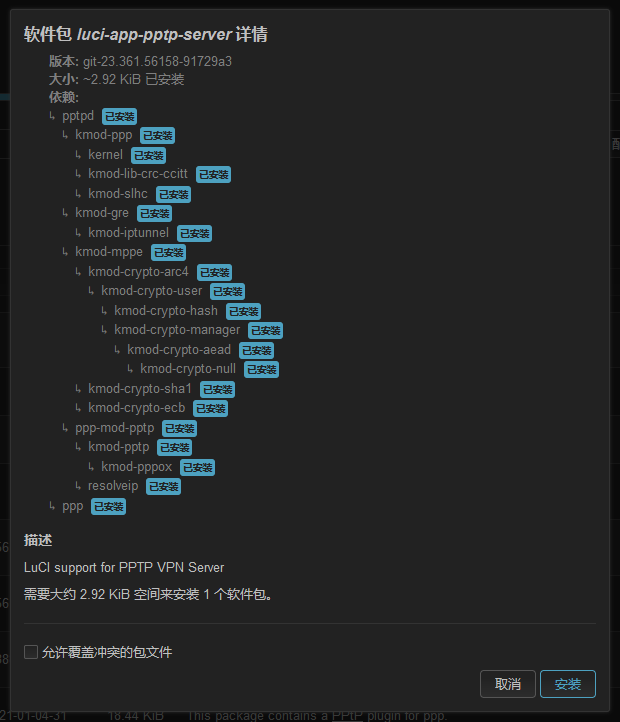 软件包 luci-app-pptp-server 详情
版本: git-23.361.56158-91729a3
大小: ~2.92 KiB 已安装
依赖:
↳ pptpd 已安装
↳ kmod-ppp 已安装
↳ kernel 已安装
↳ kmod-lib-crc-ccitt 已安装
↳ kmod-slhc 已安装
↳ kmod-gre 已安装
↳ kmod-iptunnel 已安装
↳ kmod-mppe 已安装
↳ kmod-crypto-arc4 已安装
↳ kmod-crypto-user 已安装
↳ kmod-crypto-hash 已安装
↳ kmod-crypto-manager 已安装
↳ kmod-crypto-aead 已安装
↳ kmod-crypto-null 已安装
↳ kmod-crypto-sha1 已安装
↳ kmod-crypto-ecb 已安装
↳ ppp-mod-pptp 已安装
↳ kmod-pptp 已安装
↳ kmod-pppox 已安装
↳ resolveip 已安装
↳ ppp 已安装
描述
LuCI support for PPTP VPN Server
需要大约 2.92 KiB 空间来安装 1 个软件包。
允许覆盖冲突的包文件
取消 安装
21-01-04-31 18.44 KiB This package contains a PPtP plugin for ppp.